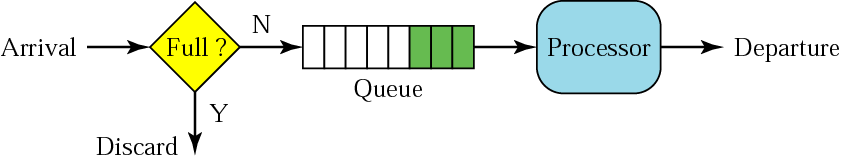 Arrival
Full ?
N
Y
Discard
Queue
Processor
Departure